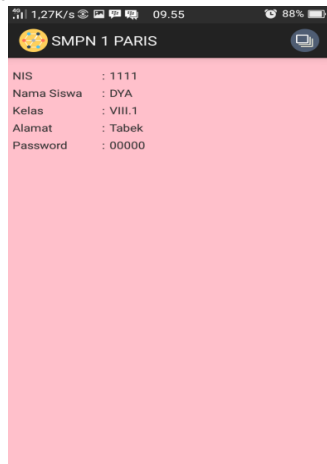 4G 1,27K/s 09.55 88%
SMPN 1 PARIS
NIS : 1111
Nama Siswa : DYA
Kelas : VIII.1
Alamat : Tabek
Password : 00000